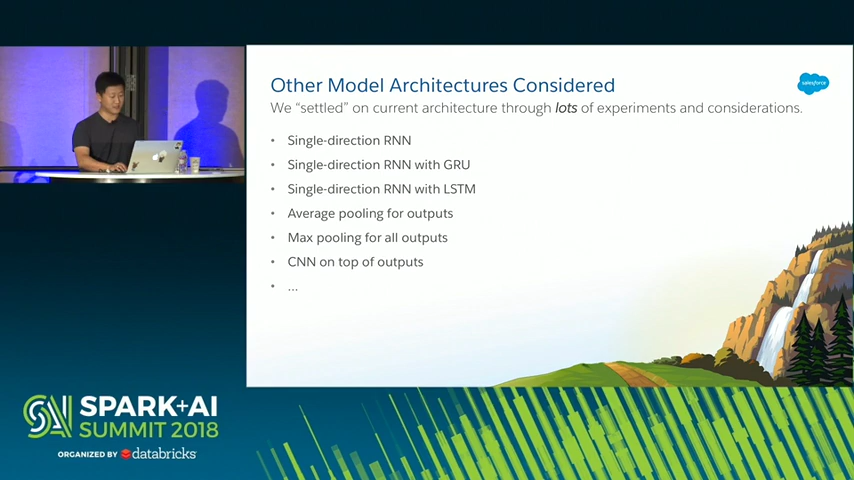 Other Model Architectures Considered
salesforce
We “settled” on current architecture through lots of experiments and considerations.
• Single-direction RNN
• Single-direction RNN with GRU
• Single-direction RNN with LSTM
• Average pooling for outputs
• Max pooling for all outputs
• CNN on top of outputs
• ...
SPARK+AI
SUMMIT 2018
ORGANIZED BY databricks